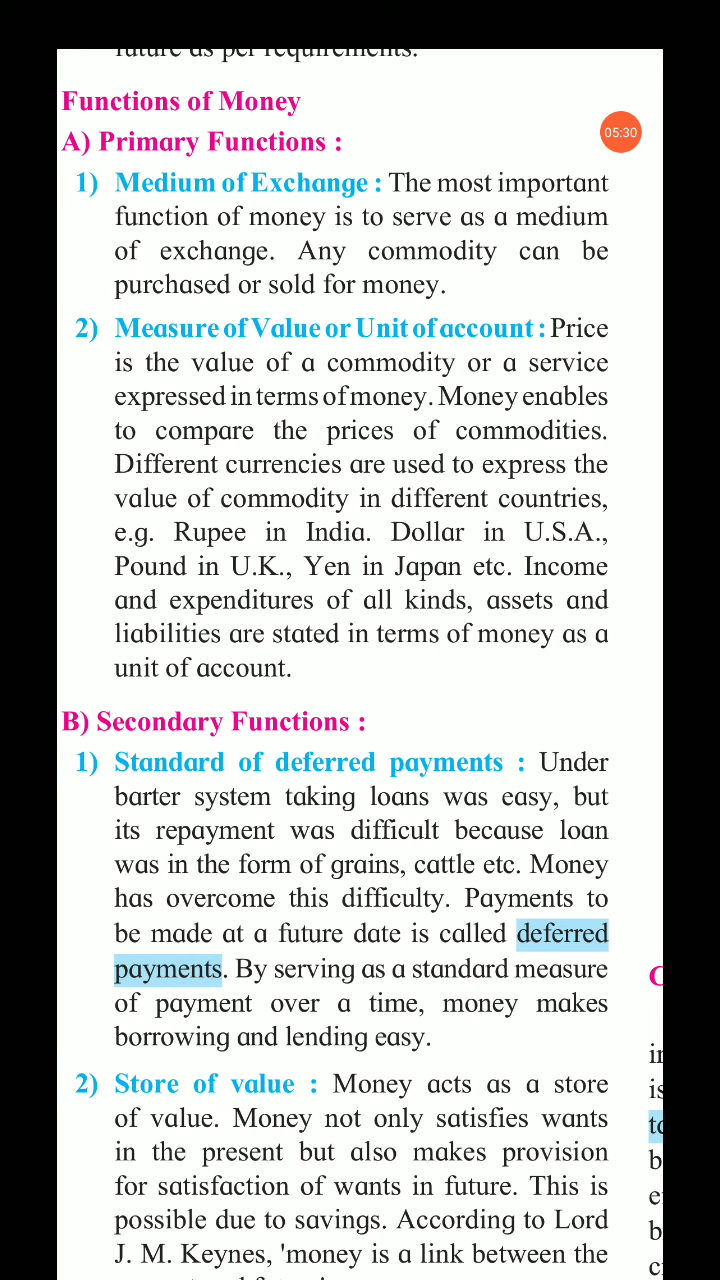 future as per requirements.
Functions of Money
A) Primary Functions :
05:30
1) Medium of Exchange : The most important
function of money is to serve as a medium
of exchange. Any commodity can be
purchased or sold for money.
2) Measure of Value or Unit of account : Price
is the value of a commodity or a service
expressed in terms of money. Money enables
to compare the prices of commodities.
Different currencies are used to express the
value of commodity in different countries,
e.g. Rupee in India. Dollar in U.S.A.,
Pound in U.K., Yen in Japan etc. Income
and expenditures of all kinds, assets and
liabilities are stated in terms of money as a
unit of account.
B) Secondary Functions :
1) Standard of deferred payments : Under
barter system taking loans was easy, but
its repayment was difficult because loan
was in the form of grains, cattle etc. Money
has overcome this difficulty. Payments to
be made at a future date is called deferred
payments. By serving as a standard measure
of payment over a time, money makes
borrowing and lending easy.
2) Store of value : Money acts as a store
of value. Money not only satisfies wants
in the present but also makes provision
for satisfaction of wants in future. This is
possible due to savings. According to Lord
J. M. Keynes, 'money is a link between the